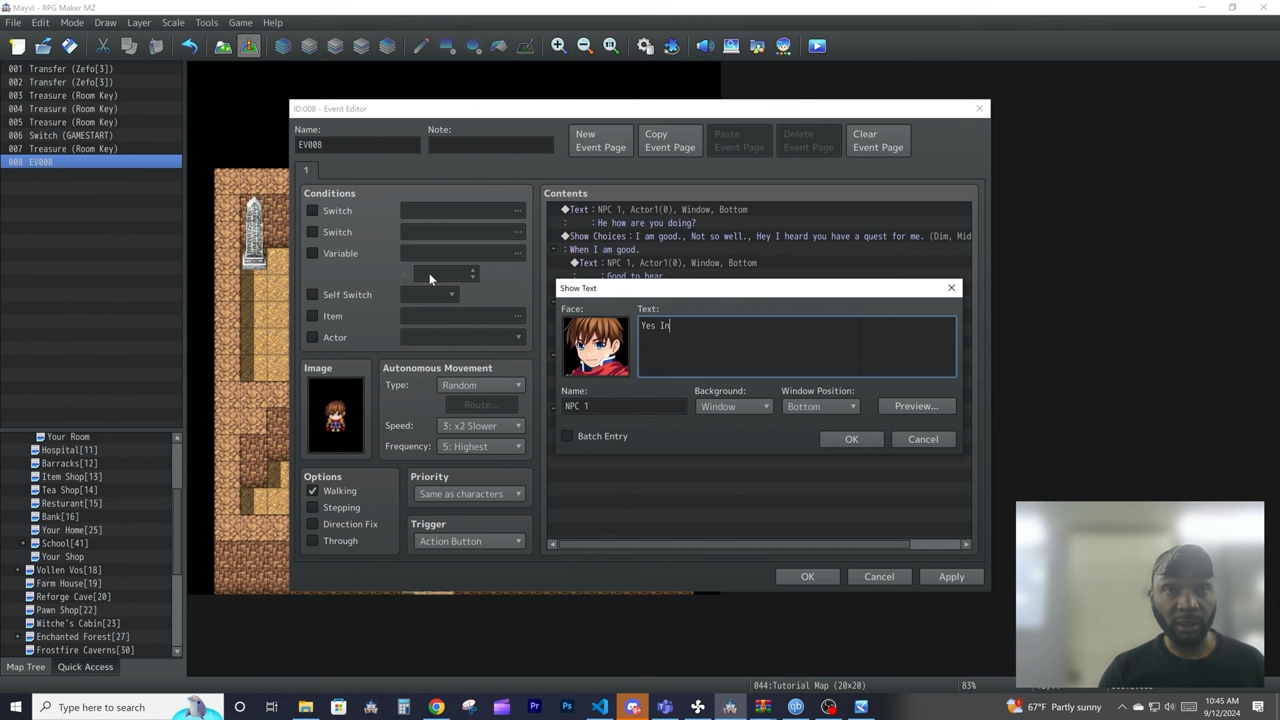 Mayvl - RPG Maker MZ
File Edit Mode Draw Layer Scale Tools Game Help
001 Transfer (Zefo[3])
002 Transfer (Zefo[3])
003 Treasure (Room Key)
004 Treasure (Room Key)
005 Treasure (Room Key)
006 Switch (GAMESTART)
007 Treasure (Room Key)
008 EV008
ID:008 - Event Editor
Name:
EV008
Note:
New Event Page
Copy Event Page
Paste Event Page
Delete Event Page
Clear Event Page
1
Conditions
Switch
Switch
Variable
≥
Self Switch
Item
Actor
Image
Autonomous Movement
Type: Random
Route...
Speed: 3: x2 Slower
Frequency: 5: Highest
Options
Walking
Stepping
Direction Fix
Through
Priority
Same as characters
Trigger
Action Button
Contents
◆Text：NPC 1, Actor1(0), Window, Bottom
：He how are you doing?
◆Show Choices：I am good., Not so well., Hey I heard you have a quest for me. (Dim, Mid
：When I am good.
◆Text：NPC 1, Actor1(0), Window, Bottom
：Good to hear.
Show Text
Face:
Text:
Yes In
Name:
NPC 1
Background:
Window
Window Position:
Bottom
Preview...
Batch Entry
OK
Cancel
OK
Cancel
Apply
Your Room
Hospital[11]
Barracks[12]
Item Shop[13]
Tea Shop[14]
Resturant[15]
Bank[16]
Your Home[25]
School[41]
Your Shop
Vollen Vos[18]
Farm House[19]
Reforge Cave[20]
Pawn Shop[22]
Witche's Cabin[23]
Enchanted Forest[27]
Frostfire Caverns[30]
Map Tree
Quick Access
044:Tutorial Map (20x20)
83%
Type here to search
67°F Partly sunny
10:45 AM
9/12/2024